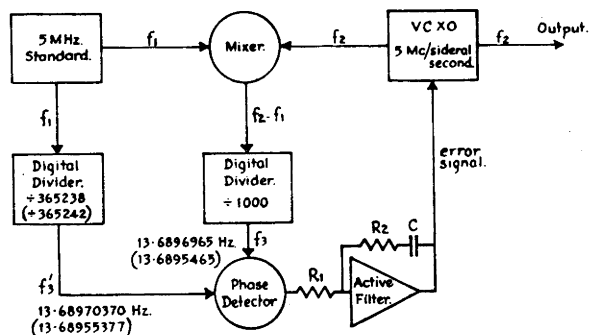 5 MHz.
Standard.
f₁
Mixer.
f₂
VCXO
5 Mc/sideral
second.
f₂
Output.
f₁
f₂-f₁
error
signal.
Digital
Divider.
÷365238
(÷365242)
Digital
Divider
÷1000
13·6896965 Hz.
(13·6895465)
f₃
f₃'
13·68970370 Hz.
(13·68955377)
Phase
Detector
R₁
R₂
C
Active
Filter.